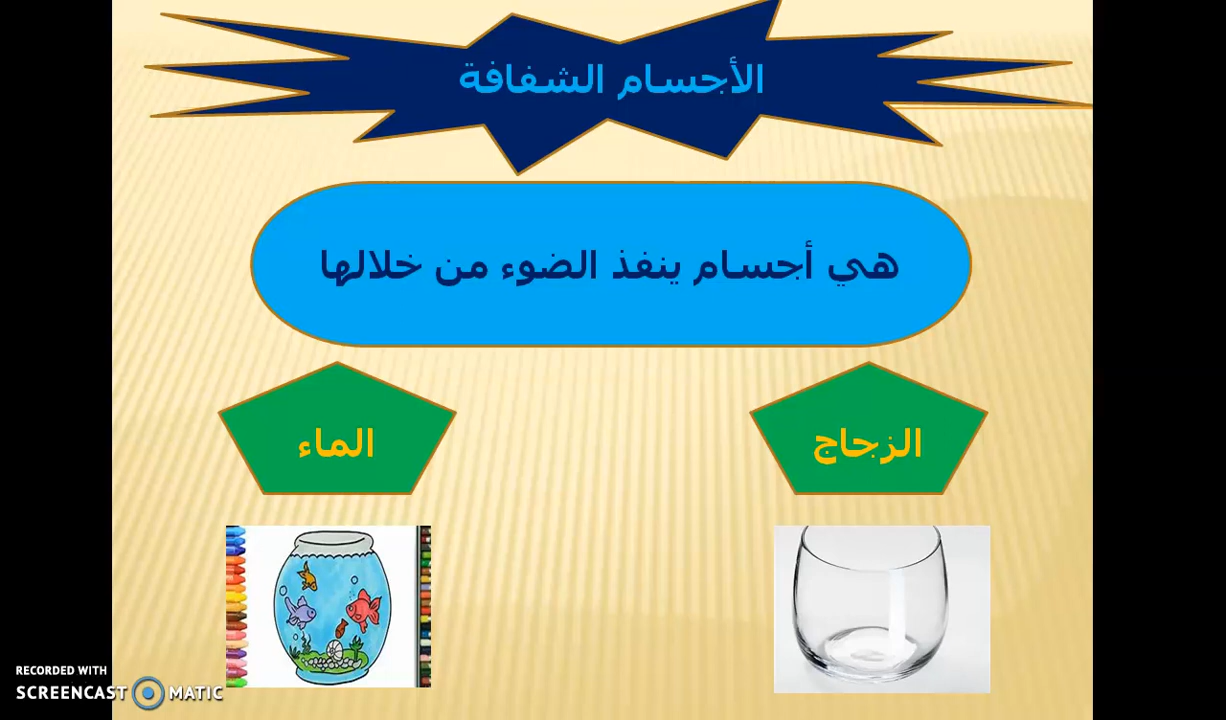 الأجسام الشفافة
هي أجسام ينفذ الضوء من خلالها
الزجاج
الماء
RECORDED WITH
SCREENCAST MATIC